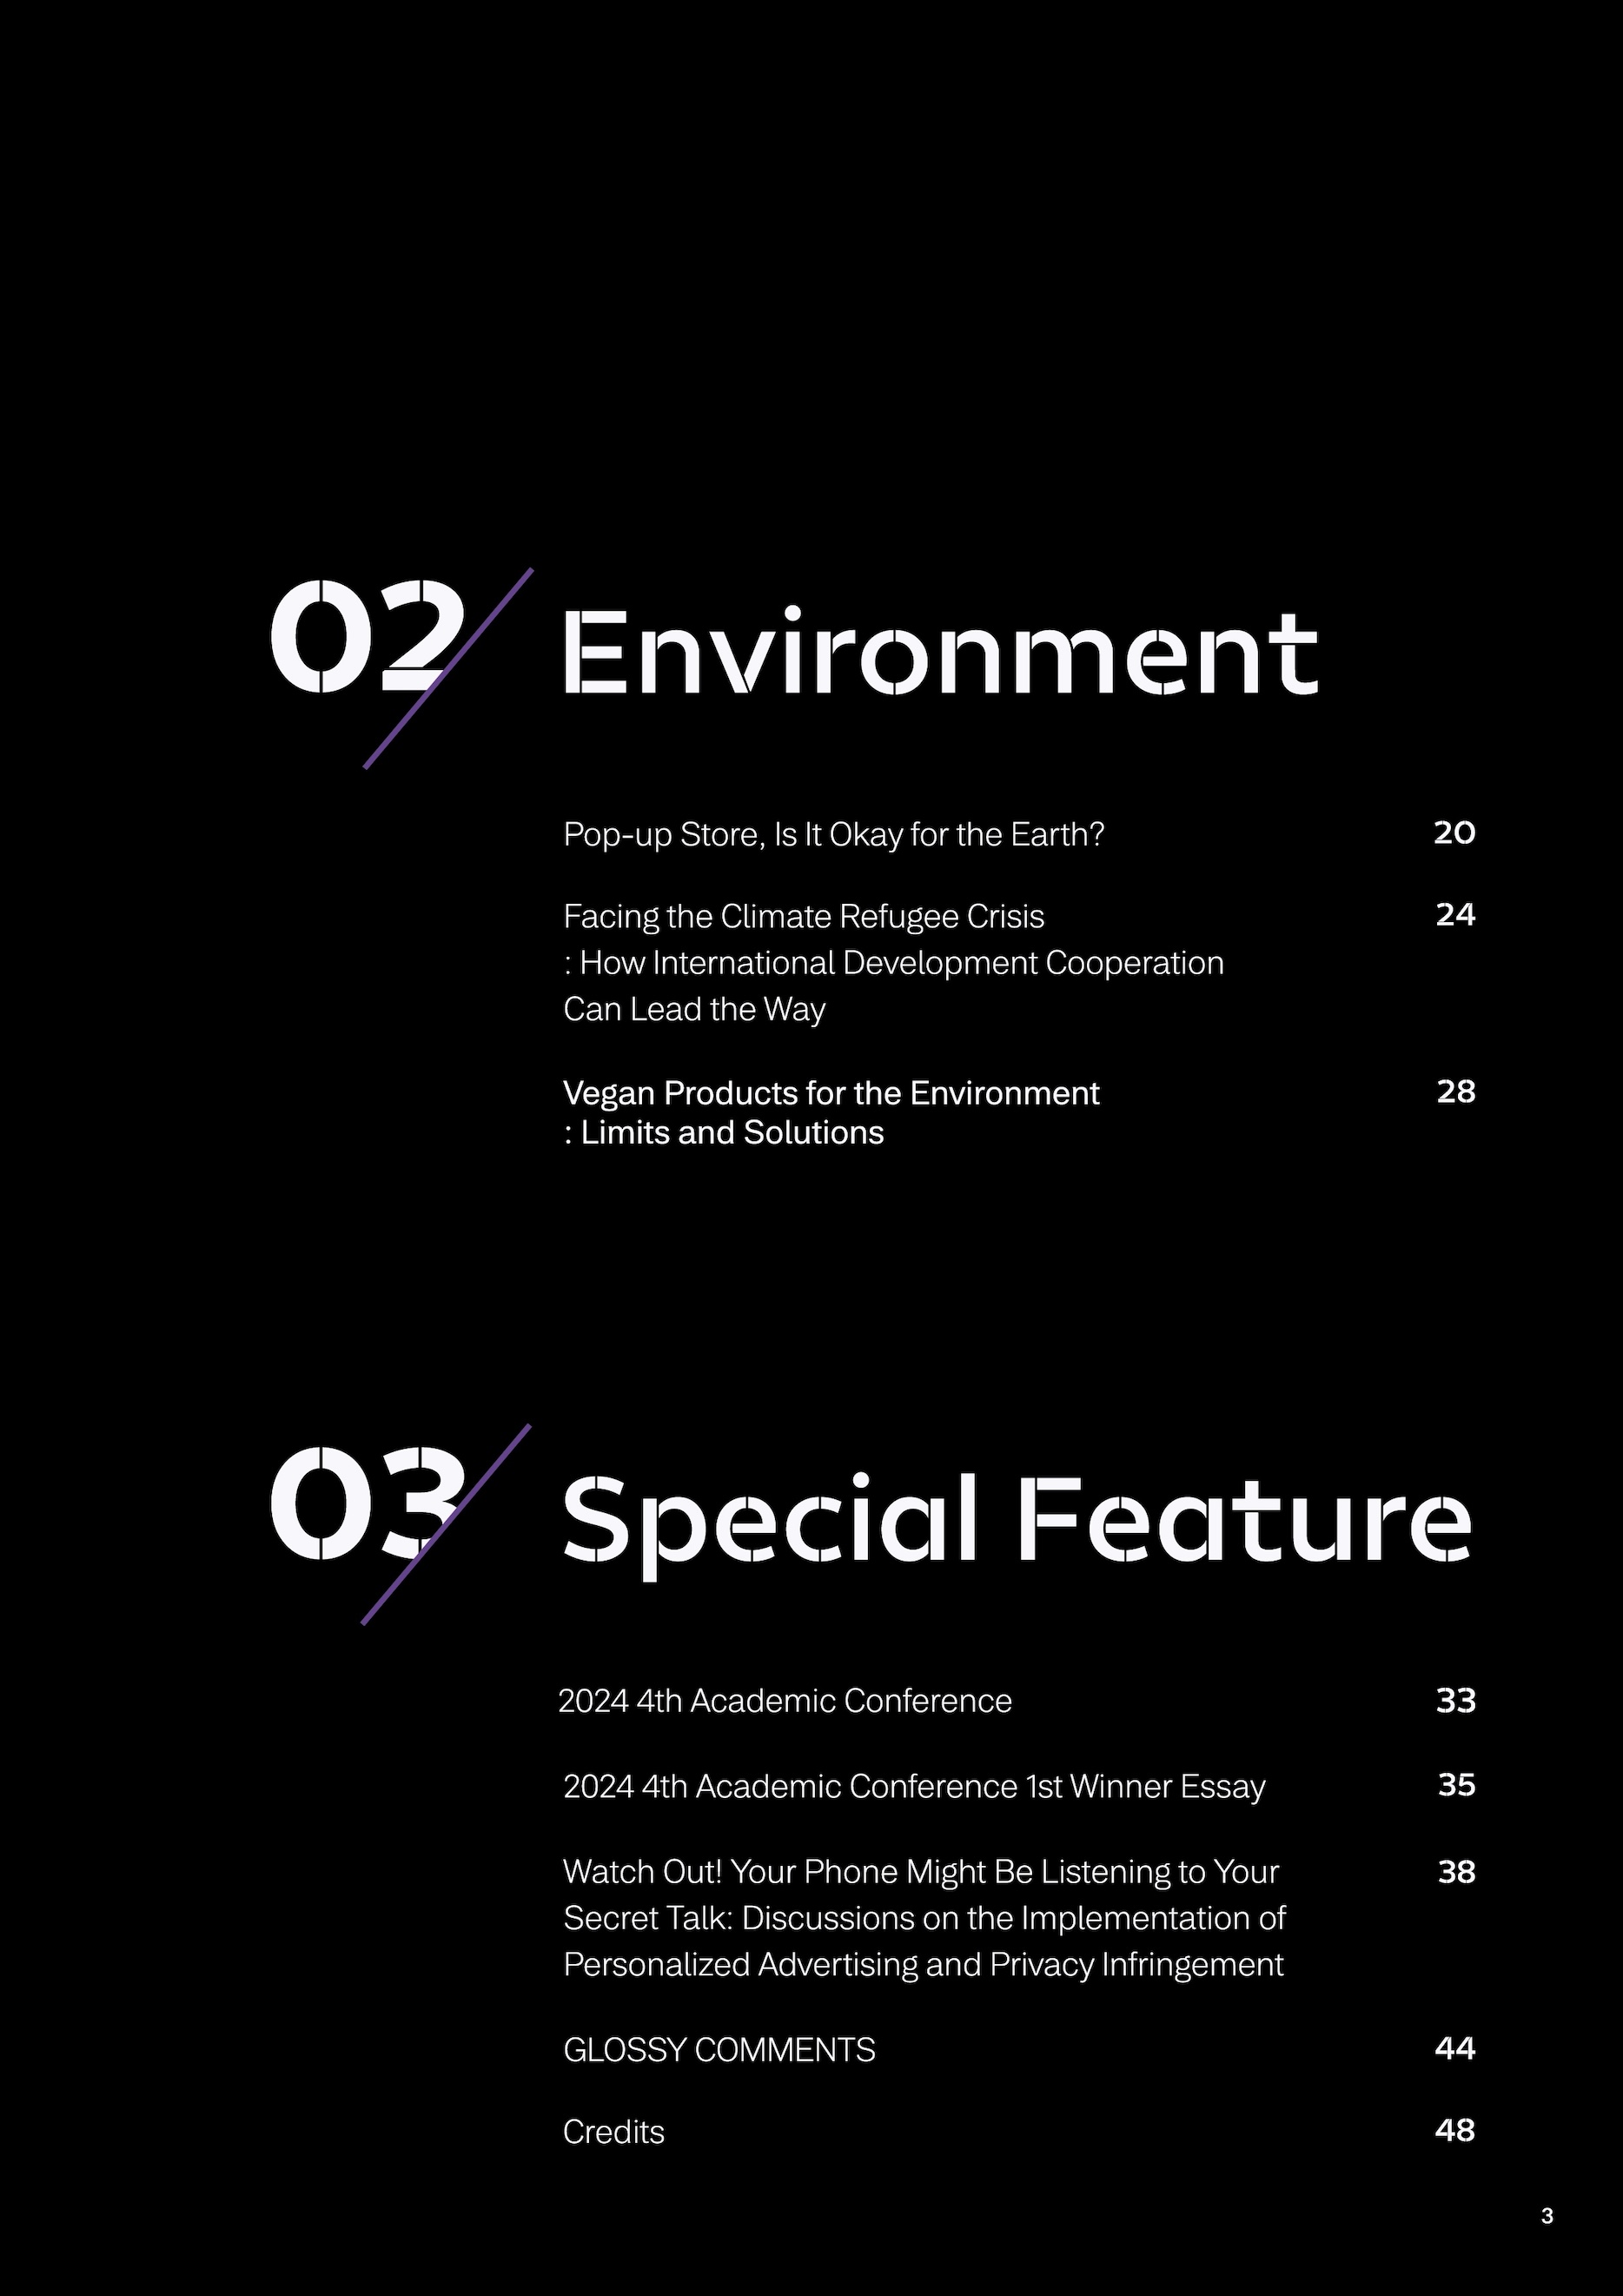 02 Environment
Pop-up Store, Is It Okay for the Earth? 20
Facing the Climate Refugee Crisis 24
: How International Development Cooperation
Can Lead the Way
Vegan Products for the Environment 28
: Limits and Solutions
03 Special Feature
2024 4th Academic Conference 33
2024 4th Academic Conference 1st Winner Essay 35
Watch Out! Your Phone Might Be Listening to Your 38
Secret Talk: Discussions on the Implementation of
Personalized Advertising and Privacy Infringement
GLOSSY COMMENTS 44
Credits 48
3